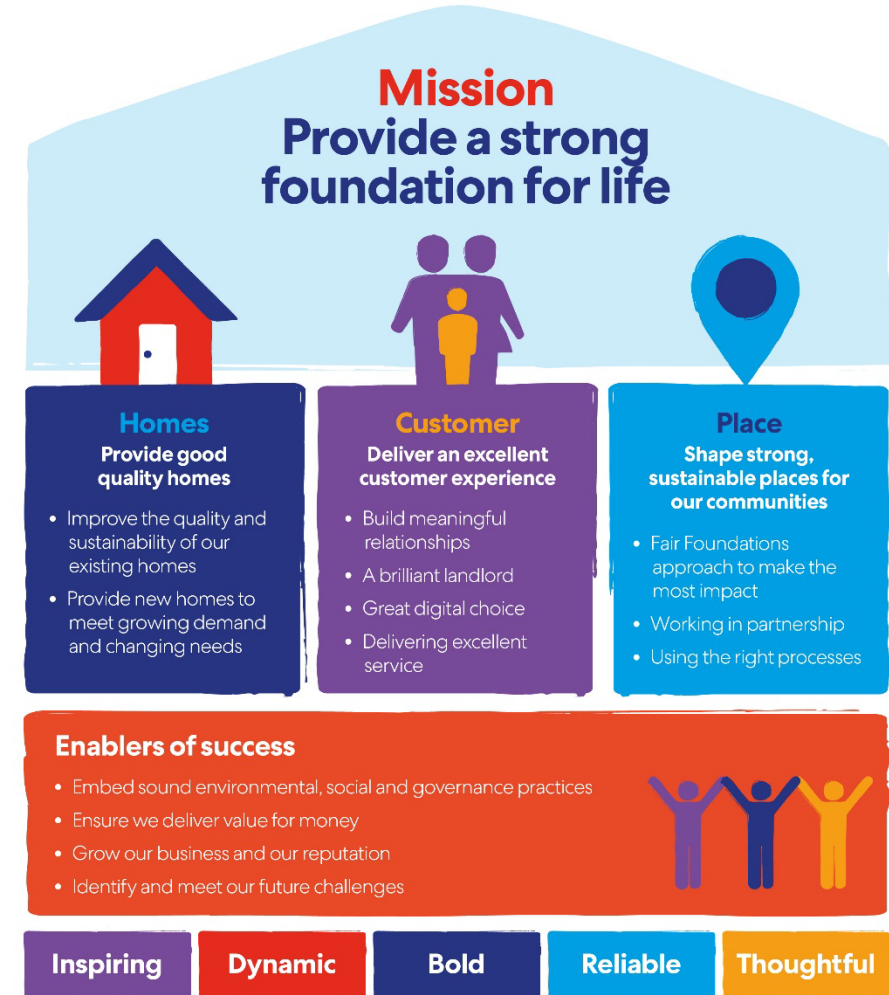 Mission
Provide a strong
foundation for life
Homes
Provide good
quality homes
• Improve the quality and
sustainability of our
existing homes
• Provide new homes to
meet growing demand
and changing needs
Customer
Deliver an excellent
customer experience
• Build meaningful
relationships
• A brilliant landlord
• Great digital choice
• Delivering excellent
service
Place
Shape strong,
sustainable places for
our communities
• Fair Foundations
approach to make the
most impact
• Working in partnership
• Using the right processes
Enablers of success
• Embed sound environmental, social and governance practices
• Ensure we deliver value for money
• Grow our business and our reputation
• Identify and meet our future challenges
Inspiring
Dynamic
Bold
Reliable
Thoughtful